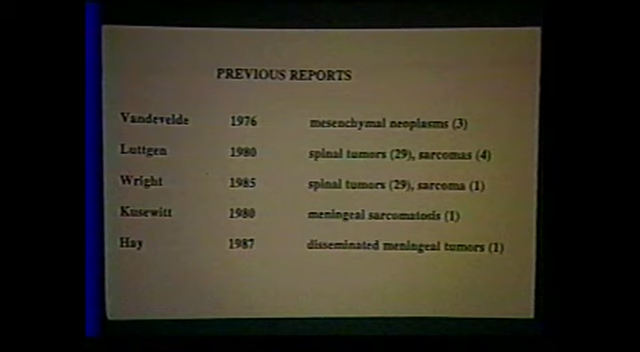 PREVIOUS REPORTS
Vandevelde 1976 mesenchymal neoplasms (3)
Luttgen 1980 spinal tumors (29), sarcomas (4)
Wright 1985 spinal tumors (29), sarcoma (1)
Kusewitt 1980 meningeal sarcomatosis (1)
Hay 1987 disseminated meningeal tumors (1)